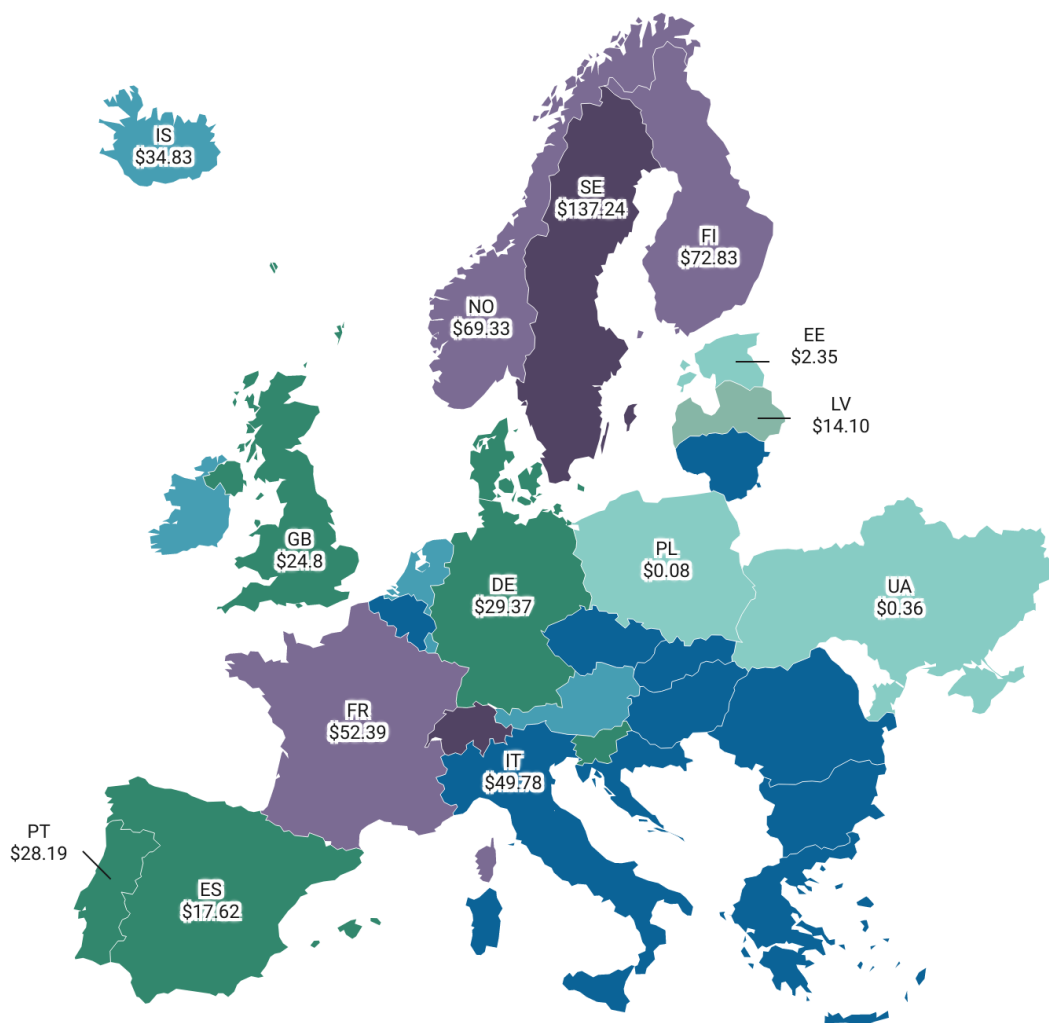 IS
$34.83
SE
$137.24
FI
$72.83
NO
$69.33
EE
$2.35
LV
$14.10
GB
$24.8
DE
$29.37
PL
$0.08
UA
$0.36
FR
$52.39
IT
$49.78
PT
$28.19
ES
$17.62